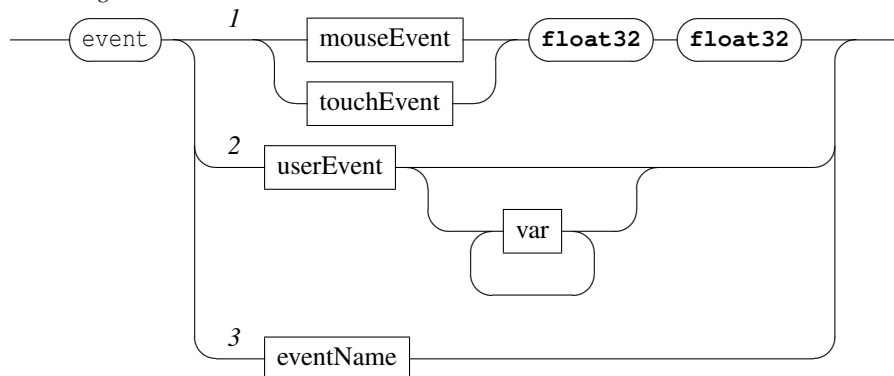 1
event mouseEvent float32 float32
touchEvent
2
userEvent
var
3
eventName